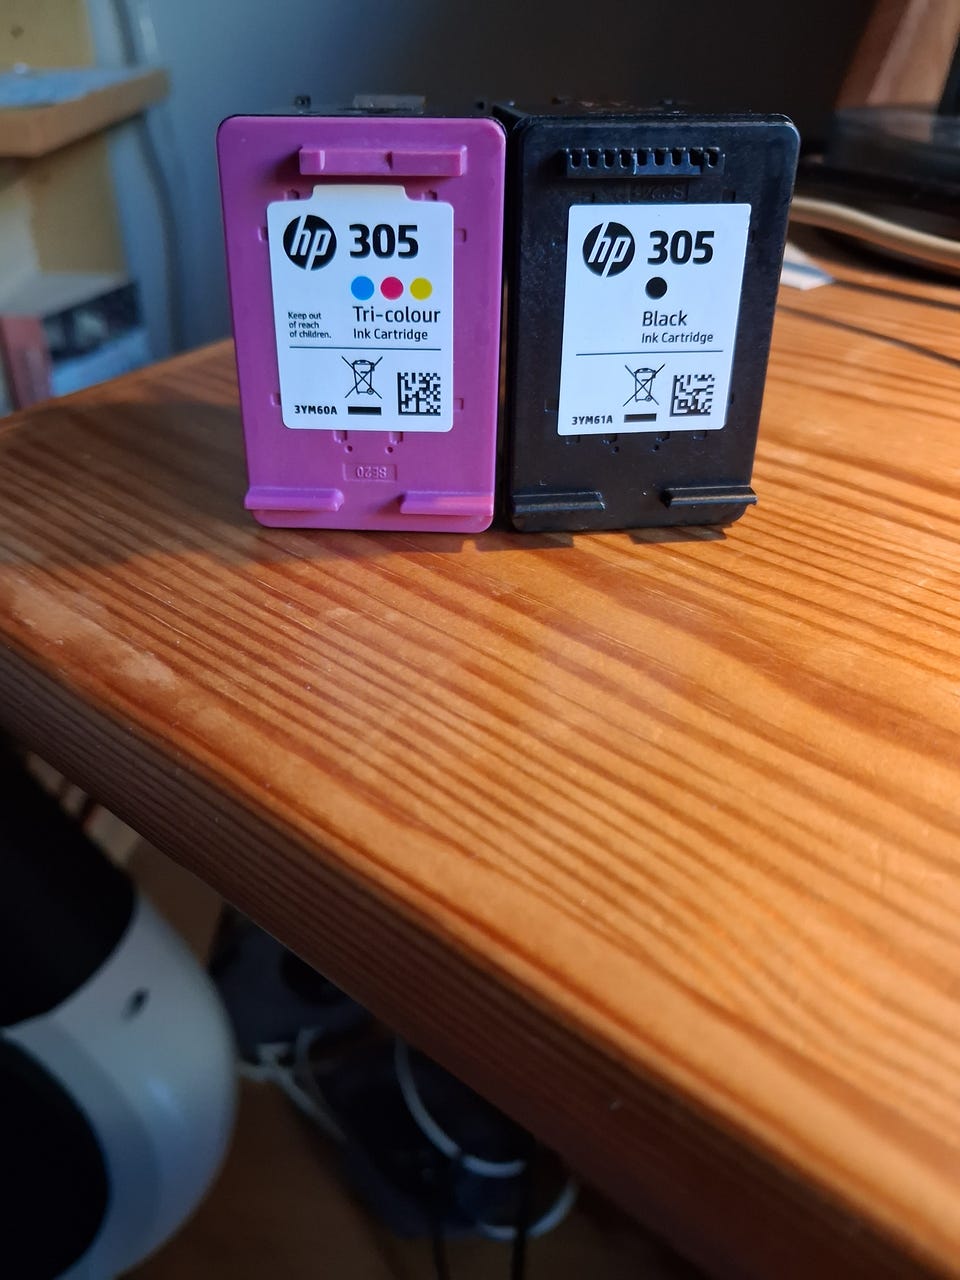 hp 305
Keep out
of reach
of children.
Tri-colour
Ink Cartridge
3YM60A
SE20
hp 305
Black
Ink Cartridge
3YM61A